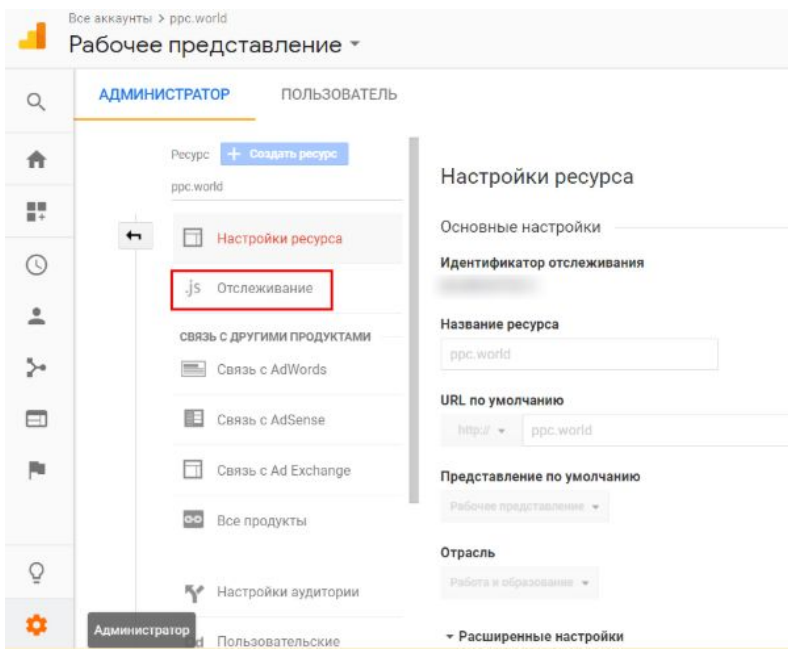 Все аккаунты > ppc.world
Рабочее представление
АДМИНИСТРАТОР
ПОЛЬЗОВАТЕЛЬ
Ресурс
+ Создать ресурс
ppc.world
Настройки ресурса
.js Отслеживание
СВЯЗЬ С ДРУГИМИ ПРОДУКТАМИ
Связь с AdWords
Связь с AdSense
Связь с Ad Exchange
Все продукты
Настройки аудитории
Пользовательские
Администратор
Настройки ресурса
Основные настройки
Идентификатор отслеживания
Название ресурса
ppc.world
URL по умолчанию
http:// ppc.world
Представление по умолчанию
Рабочее представление
Отрасль
Работа и образование
Расширенные настройки